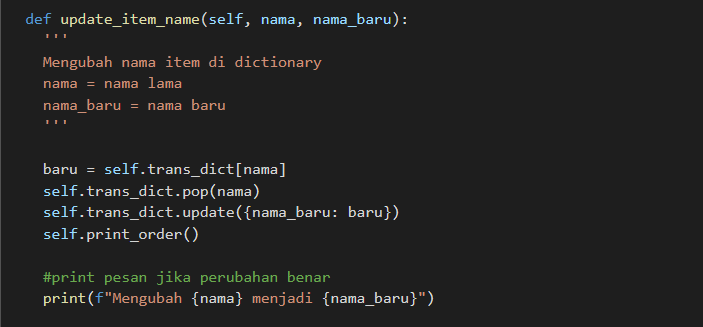 def update_item_name(self, nama, nama_baru):
'''
Mengubah nama item di dictionary
nama = nama lama
nama_baru = nama baru
'''
baru = self.trans_dict[nama]
self.trans_dict.pop(nama)
self.trans_dict.update({nama_baru: baru})
self.print_order()
#print pesan jika perubahan benar
print(f"Mengubah {nama} menjadi {nama_baru}")